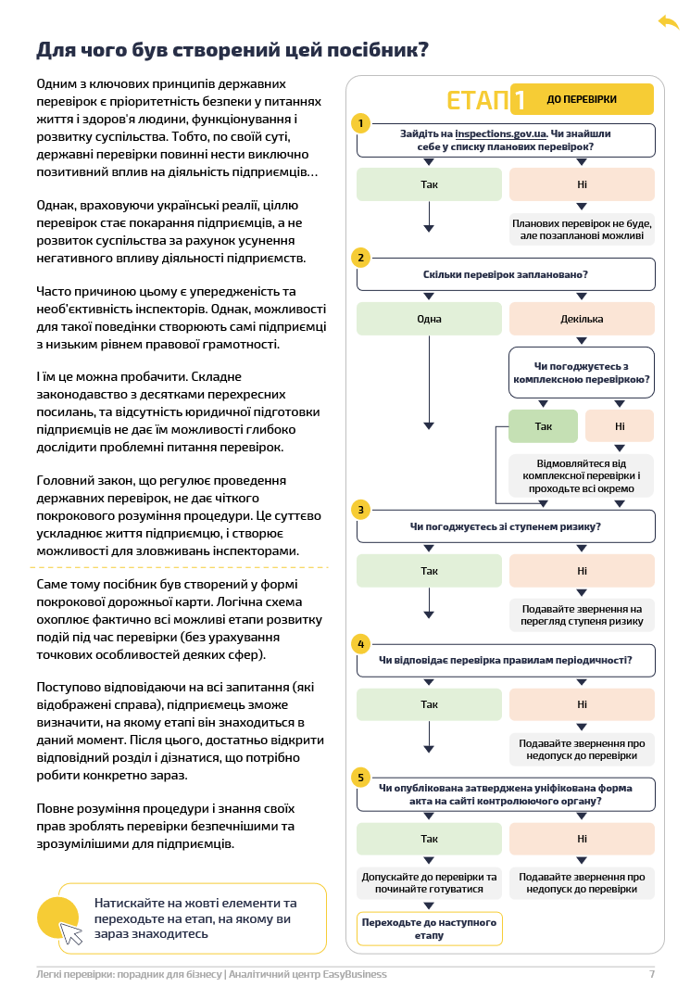 Для чого був створений цей посібник?
Одним з ключових принципів державних
перевірок є пріоритетність безпеки у питаннях
життя і здоров'я людини, функціонування і
розвитку суспільства. Тобто, по своїй суті,
державні перевірки повинні нести виключно
позитивний вплив на діяльність підприємців...
Однак, враховуючи українські реалії, ціллю
перевірок стає покарання підприємців, а не
розвиток суспільства за рахунок усунення
негативного впливу діяльності підприємств.
Часто причиною цьому є упередженість та
необ'єктивність інспекторів. Однак, можливості
для такої поведінки створюють самі підприємці
з низьким рівнем правової грамотності.
І їм це можна пробачити. Складне
законодавство з десятками перехресних
посилань, та відсутність юридичної підготовки
підприємців не дає їм можливості глибоко
дослідити проблемні питання перевірок.
Головний закон, що регулює проведення
державних перевірок, не дає чіткого
покрокового розуміння процедури. Це суттєво
ускладнює життя підприємцю, і створює
можливості для зловживань інспекторами.
Саме тому посібник був створений у формі
покрокової дорожньої карти. Логічна схема
охоплює фактично всі можливі етапи розвитку
подій під час перевірки (без урахування
точкових особливостей деяких сфер).
Поступово відповідаючи на всі запитання (які
відображені справа), підприємець зможе
визначити, на якому етапі він знаходиться в
даний момент. Після цього, достатньо відкрити
відповідний розділ і дізнатися, що потрібно
робити конкретно зараз.
Повне розуміння процедури і знання своїх
прав зроблять перевірки безпечнішими та
зрозумілішими для підприємців.
Натискайте на жовті елементи та
переходьте на етап, на якому ви
зараз знаходитесь
ЕТАП 1 ДО ПЕРЕВІРКИ
1
Зайдіть на inspections.gov.ua. Чи знайшли
себе у списку планових перевірок?
Так Ні
Планових перевірок не буде,
але позапланові можливі
2
Скільки перевірок заплановано?
Одна Декілька
Чи погоджуєтесь з
комплексною перевіркою?
Так Ні
Відмовляйтеся від
комплексної перевірки і
проходьте всі окремо
3
Чи погоджуєтесь зі ступенем ризику?
Так Ні
Подавайте звернення на
перегляд ступеня ризику
4
Чи відповідає перевірка правилам періодичності?
Так Ні
Подавайте звернення про
недопуск до перевірки
5
Чи опублікована затверджена уніфікована форма
акта на сайті контролюючого органу?
Так Ні
Допускайте до перевірки та
починайте готуватися
Подавайте звернення про
недопуск до перевірки
Переходьте до наступного
етапу
Легкі перевірки: порадник для бізнесу | Аналітичний центр EasyBusiness 7